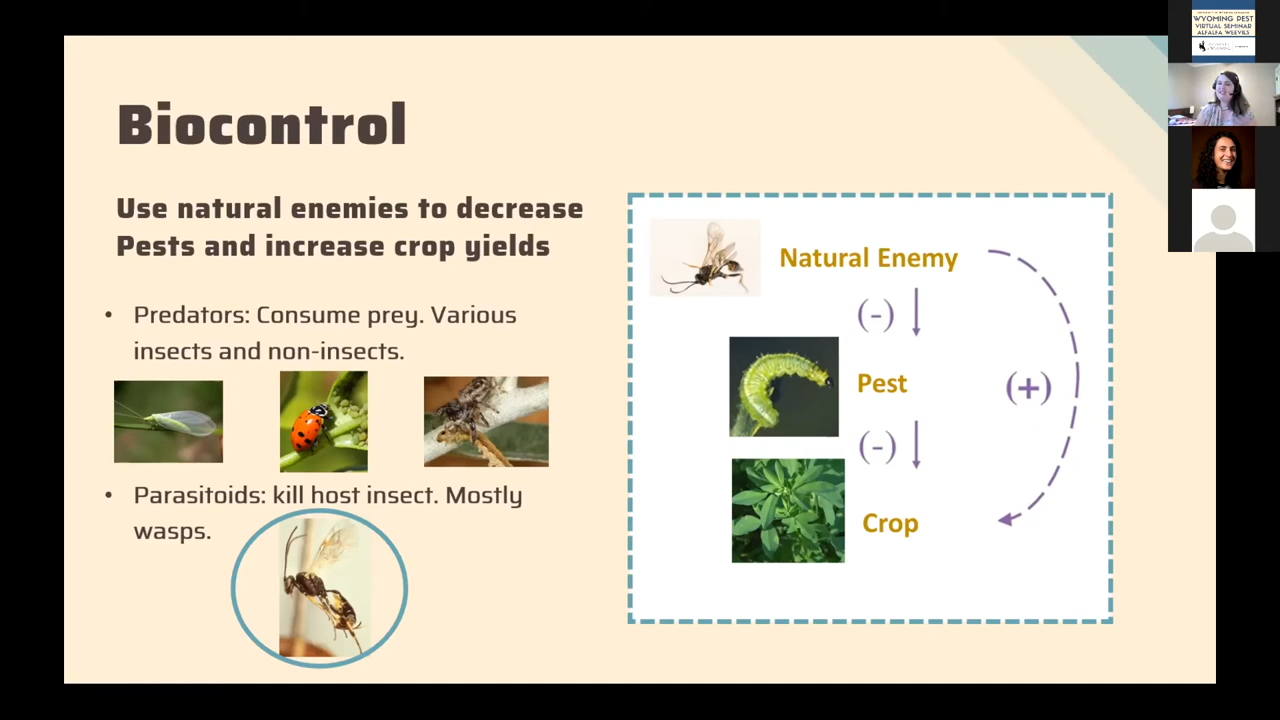 Biocontrol
Use natural enemies to decrease
Pests and increase crop yields
• Predators: Consume prey. Various
insects and non-insects.
• Parasitoids: kill host insect. Mostly
wasps.
Natural Enemy
(-)
Pest
(+)
(-)
Crop
WYOMING PEST
VIRTUAL SEMINAR
ALFALFA WEEVILS